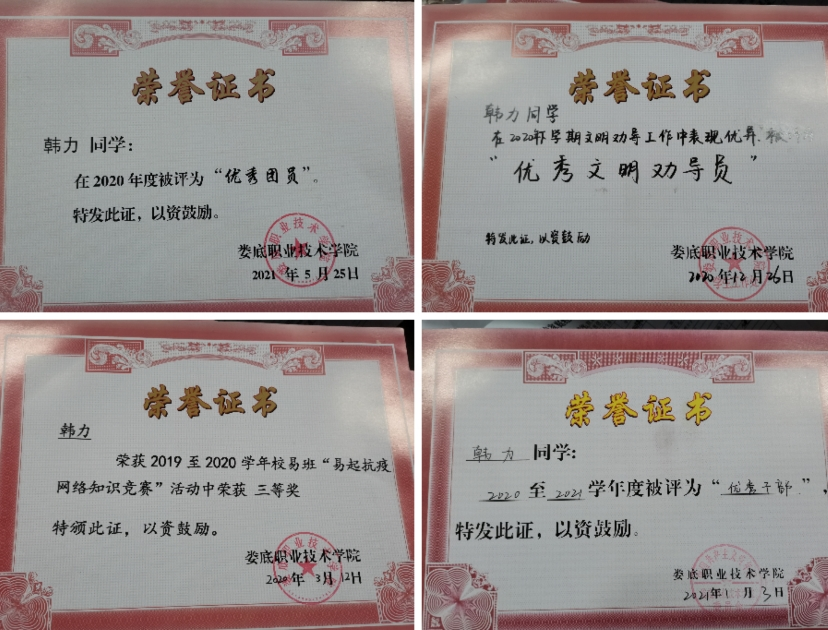 荣誉证书
韩力 同学：
在 2020 年度被评为 “优秀团员”。
特发此证，以资鼓励。
娄底职业技术学院
2021 年 5 月 25日
荣誉证书
韩力同学
在2020秋学期文明劝导工作中表现优异，被评为
“优秀文明劝导员”
特发此证，以资鼓励
娄底职业技术学院
2020年12月26日
荣誉证书
韩力
荣获 2019 至 2020 学年校易班“易起抗疫
网络知识竞赛”活动中荣获 三等奖
特颁此证，以资鼓励。
娄底职业技术学院
2020年 3月 12日
荣誉证书
韩力 同学：
2020 至 2021 学年度被评为“优秀干部”，
特发此证，以资鼓励。
娄底职业技术学院
2021年 月 3日